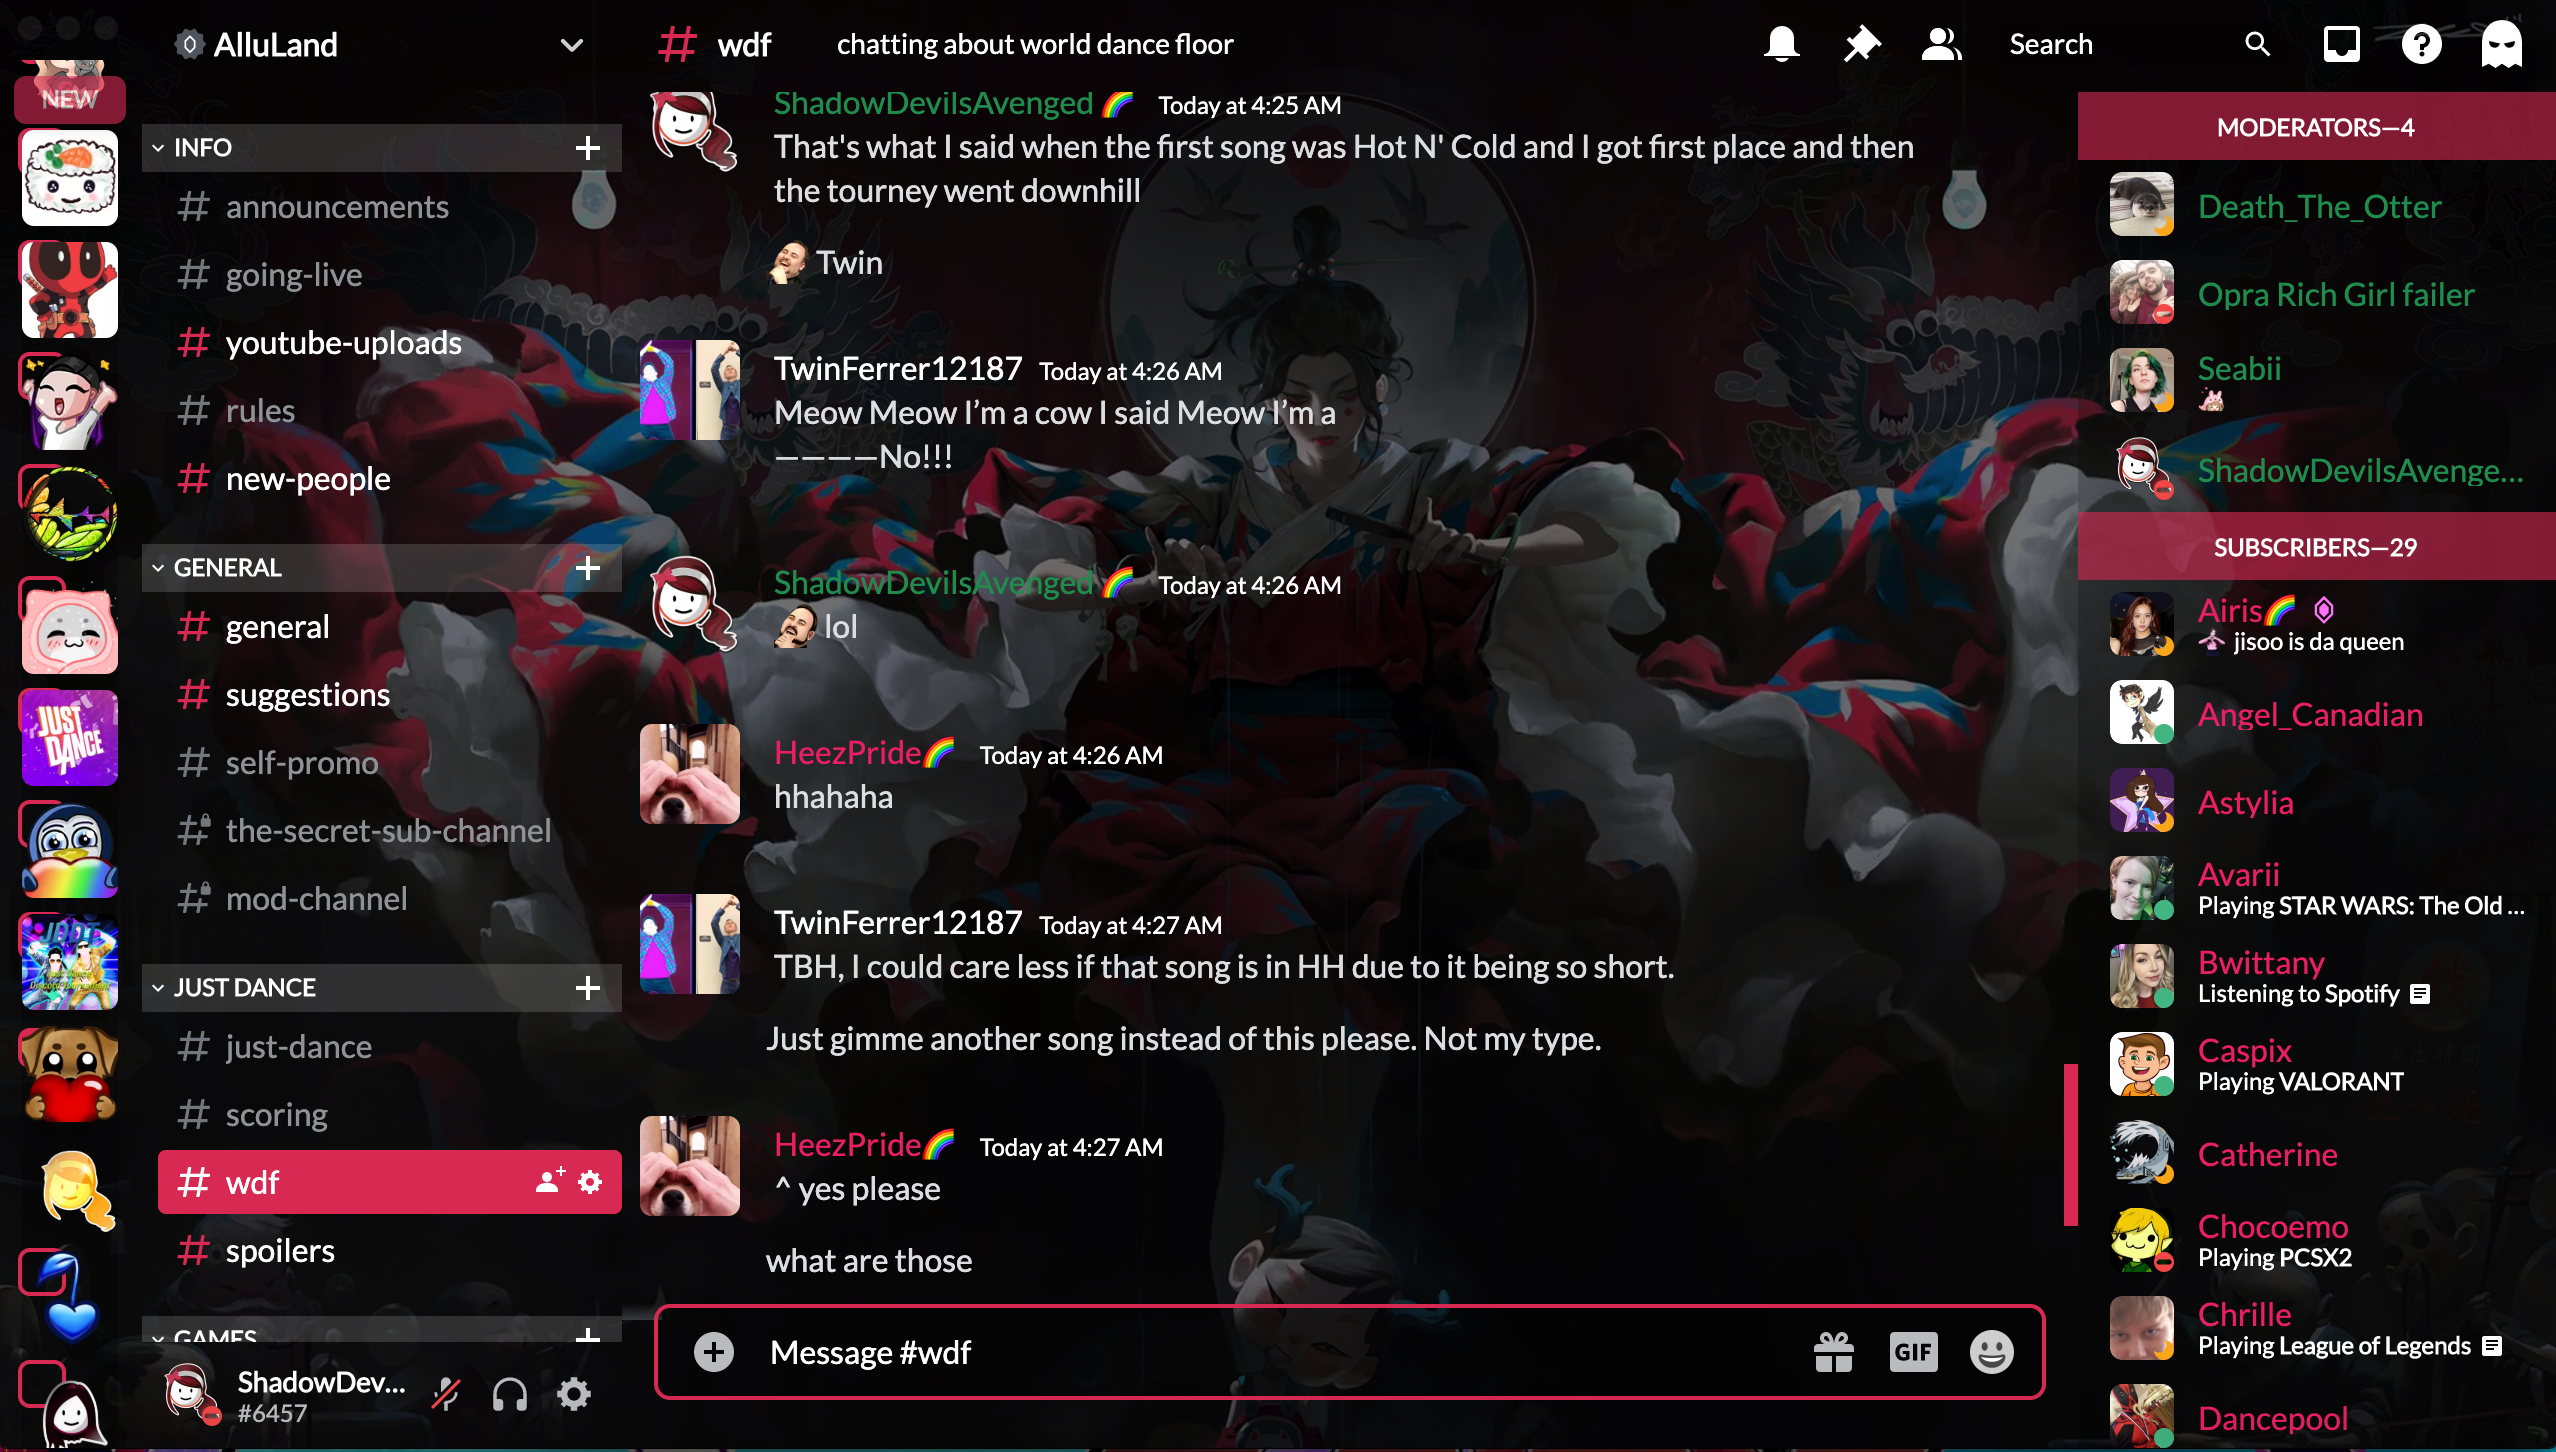 NEW
JUST DANCE
AlluLand
INFO
announcements
going-live
youtube-uploads
rules
new-people
GENERAL
general
suggestions
self-promo
the-secret-sub-channel
mod-channel
JUST DANCE
just-dance
scoring
wdf
spoilers
GAMES
ShadowDev...
#6457
wdf
chatting about world dance floor
Search
ShadowDevilsAvenged🌈 Today at 4:25 AM
That's what I said when the first song was Hot N' Cold and I got first place and then
the tourney went downhill
Twin
TwinFerrer12187 Today at 4:26 AM
Meow Meow I’m a cow I said Meow I’m a
————No!!!
ShadowDevilsAvenged🌈 Today at 4:26 AM
lol
HeezPride🌈 Today at 4:26 AM
hhahaha
TwinFerrer12187 Today at 4:27 AM
TBH, I could care less if that song is in HH due to it being so short.
Just gimme another song instead of this please. Not my type.
HeezPride🌈 Today at 4:27 AM
^ yes please
what are those
Message #wdf
GIF
MODERATORS—4
Death_The_Otter
Opra Rich Girl failer
Seabii
ShadowDevilsAvenge...
SUBSCRIBERS—29
Airis🌈
jisoo is da queen
Angel_Canadian
Astylia
Avarii
Playing STAR WARS: The Old ...
Bwittany
Listening to Spotify
Caspix
Playing VALORANT
Catherine
Chocoemo
Playing PCSX2
Chrille
Playing League of Legends
Dancepool